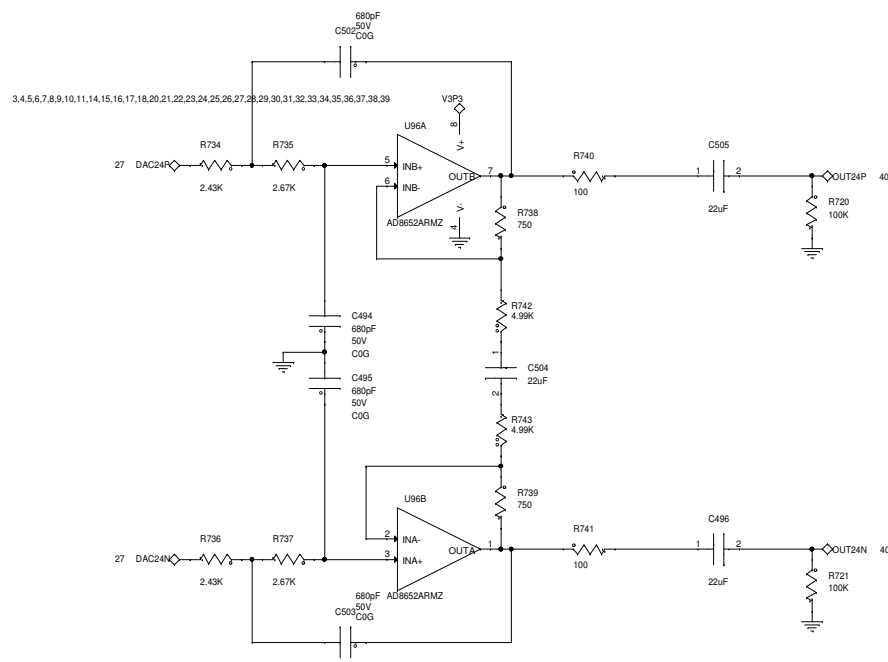 680pF
C502 50V
C0G
3,4,5,6,7,8,9,10,11,14,15,16,17,18,20,21,22,23,24,25,26,27,28,29,30,31,32,33,34,35,36,37,38,39
V3P3
U96A
8
V+
R734
R735
27 DAC24P
2.43K
2.67K
5 INB+
6 INB-
OUTB 7
V-
4
AD8652ARMZ
R740
100
C505
1 2
22uF
OUT24P 40
R720
100K
R738
750
R742
4.99K
C494
680pF
50V
C0G
C495
680pF
50V
C0G
1
C504
22uF
2
R743
4.99K
R739
750
U96B
2 INA-
3 INA+
OUTA 1
AD8652ARMZ
R736
R737
27 DAC24N
2.43K
2.67K
R741
100
C496
1 2
22uF
OUT24N 40
R721
100K
680pF
C503 50V
C0G